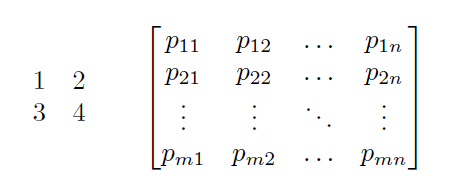 1 2
3 4
p₁₁ p₁₂ … p₁ₙ
p₂₁ p₂₂ … p₂ₙ
⋮ ⋮ ⋱ ⋮
pₘ₁ pₘ₂ … pₘₙ